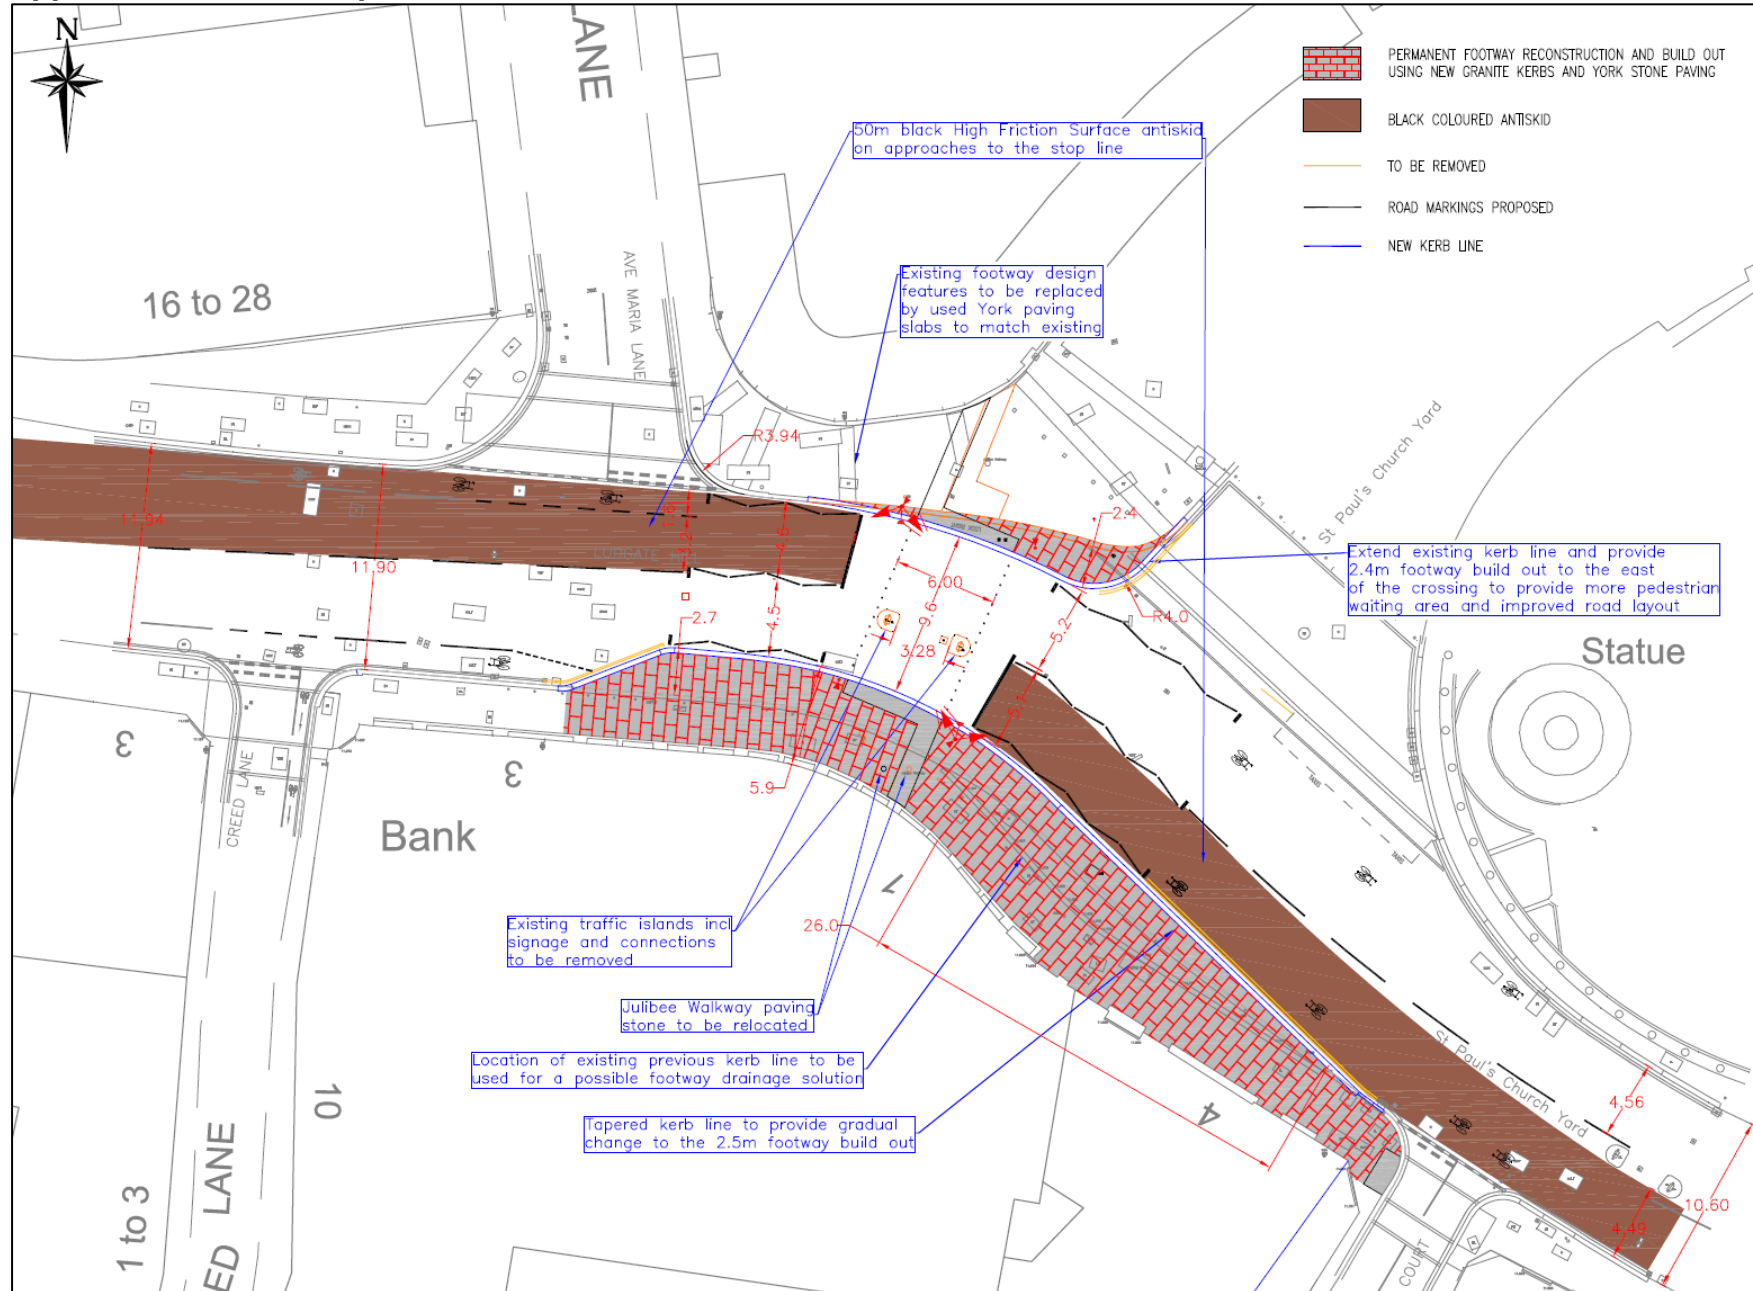 N
LANE
PERMANENT FOOTWAY RECONSTRUCTION AND BUILD OUT
USING NEW GRANITE KERBS AND YORK STONE PAVING
BLACK COLOURED ANTISKID
TO BE REMOVED
ROAD MARKINGS PROPOSED
NEW KERB LINE
50m black High Friction Surface antiskid
on approaches to the stop line
AVE MARIA LANE
16 to 28
Existing footway design
features to be replaced
by used York paving
slabs to match existing
St Paul's Church Yard
R3.94
11.94
11.90
2.4
6.00
9.6
4.5
5.2
R4.0
2.7
3.28
5.1
Extend existing kerb line and provide
2.4m footway build out to the east
of the crossing to provide more pedestrian
waiting area and improved road layout
Statue
3
3
CREED LANE
Bank
5.9
1
26.0
TAXIS
TAXIS
Existing traffic islands incl
signage and connections
to be removed
Julibee Walkway paving
stone to be relocated
Location of existing previous kerb line to be
used for a possible footway drainage solution
Tapered kerb line to provide gradual
change to the 2.5m footway build out
4
10
1 to 3
ED LANE
St Paul's Church Yard
4,56
10.60
4,49
COURT